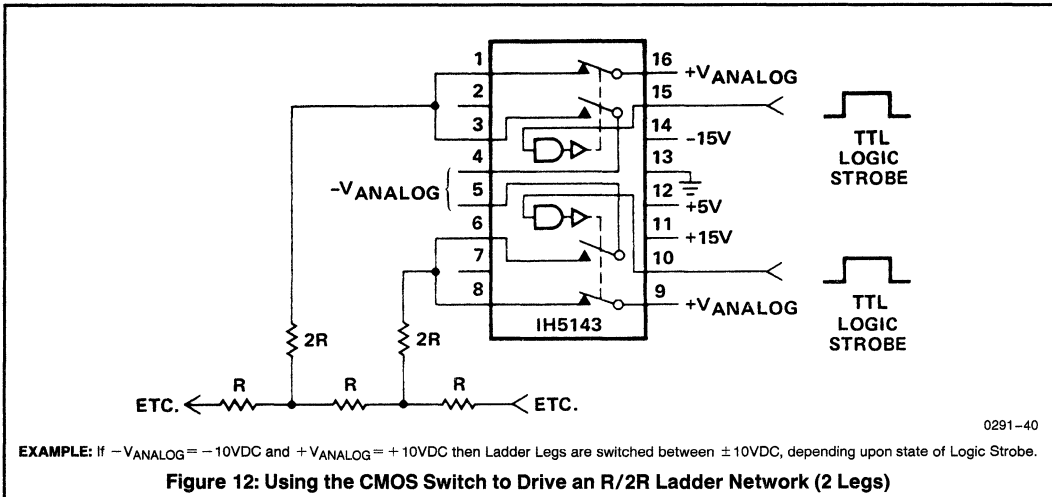 1
2
3
4
5
6
7
8
16
15
14
13
12
11
10
9
+VANALOG
-15V
+5V
+15V
+VANALOG
-VANALOG
TTL
LOGIC
STROBE
TTL
LOGIC
STROBE
IH5143
2R
2R
ETC.
R
R
R
ETC.
0291-40
EXAMPLE: If −VANALOG = −10VDC and +VANALOG = +10VDC then Ladder Legs are switched between ±10VDC, depending upon state of Logic Strobe.
Figure 12: Using the CMOS Switch to Drive an R/2R Ladder Network (2 Legs)